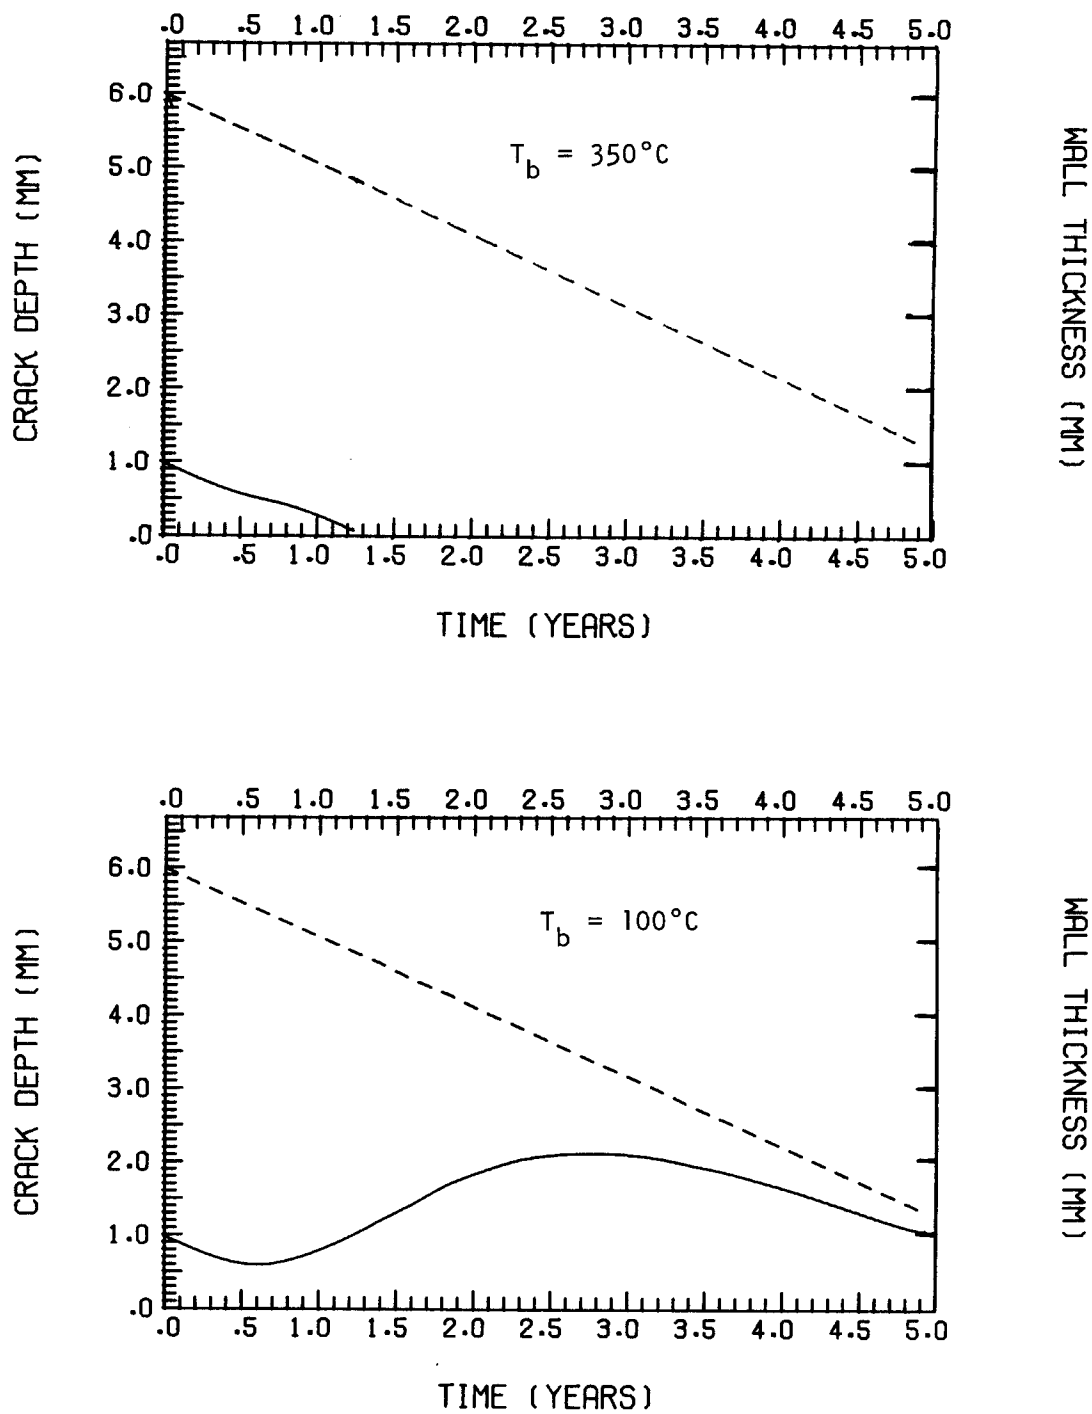 .0 .5 1.0 1.5 2.0 2.5 3.0 3.5 4.0 4.5 5.0
6.0
5.0
4.0
3.0
2.0
1.0
.0
CRACK DEPTH (MM)
T_b = 350°C
WALL THICKNESS (MM)
.0 .5 1.0 1.5 2.0 2.5 3.0 3.5 4.0 4.5 5.0
TIME (YEARS)
.0 .5 1.0 1.5 2.0 2.5 3.0 3.5 4.0 4.5 5.0
6.0
5.0
4.0
3.0
2.0
1.0
.0
CRACK DEPTH (MM)
T_b = 100°C
WALL THICKNESS (MM)
.0 .5 1.0 1.5 2.0 2.5 3.0 3.5 4.0 4.5 5.0
TIME (YEARS)